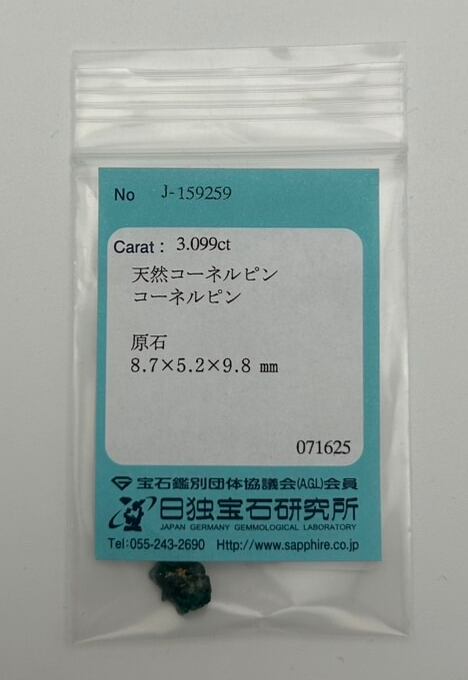 No J-159259
Carat : 3.099ct
天然コーネルピン
コーネルピン
原石
8.7×5.2×9.8 mm
071625
宝石鑑別団体協議会(AGL)会員
日独宝石研究所
JAPAN GERMANY GEMMOLOGICAL LABORATORY
Tel:055-243-2690 Http://www.sapphire.co.jp